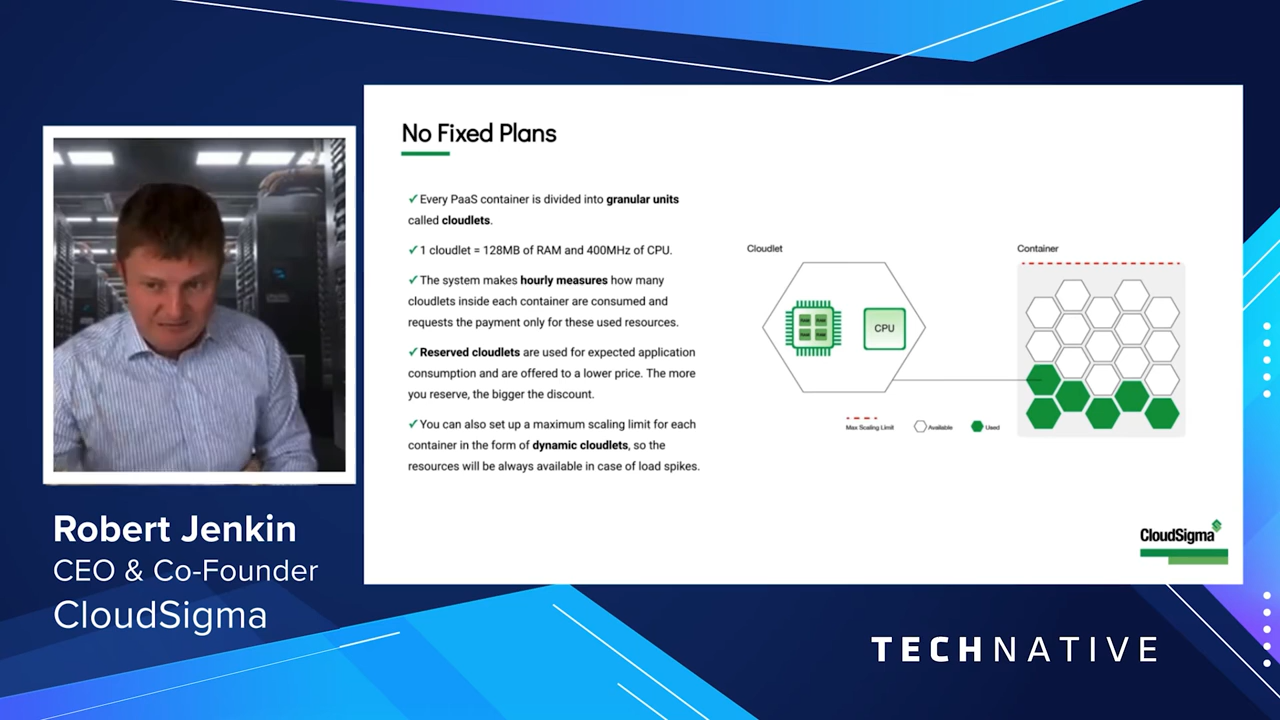 No Fixed Plans
✓Every PaaS container is divided into granular units
called cloudlets.
✓1 cloudlet = 128MB of RAM and 400MHz of CPU.
✓The system makes hourly measures how many
cloudlets inside each container are consumed and
requests the payment only for these used resources.
✓Reserved cloudlets are used for expected application
consumption and are offered to a lower price. The more
you reserve, the bigger the discount.
✓You can also set up a maximum scaling limit for each
container in the form of dynamic cloudlets, so the
resources will be always available in case of load spikes.
Cloudlet
CPU
Container
Max Scaling Limit
Available
Used
CloudSigma
Robert Jenkin
CEO & Co-Founder
CloudSigma
TECHNATIVE